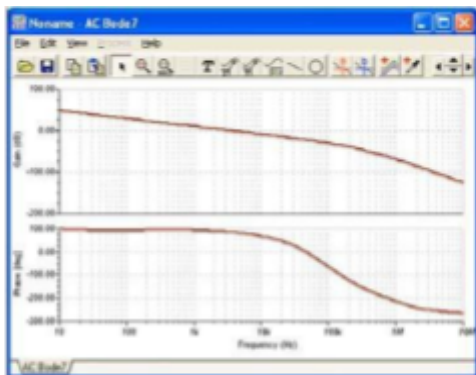 Noname - AC Bode7
File Edit View Process Help
T
100.00
0.00
-100.00
-200.00
Gain (dB)
100.00
0.00
-100.00
-200.00
-300.00
Phase [deg]
10 100 1k 10k 100k 1M 10M
Frequency (Hz)
AC Bode7